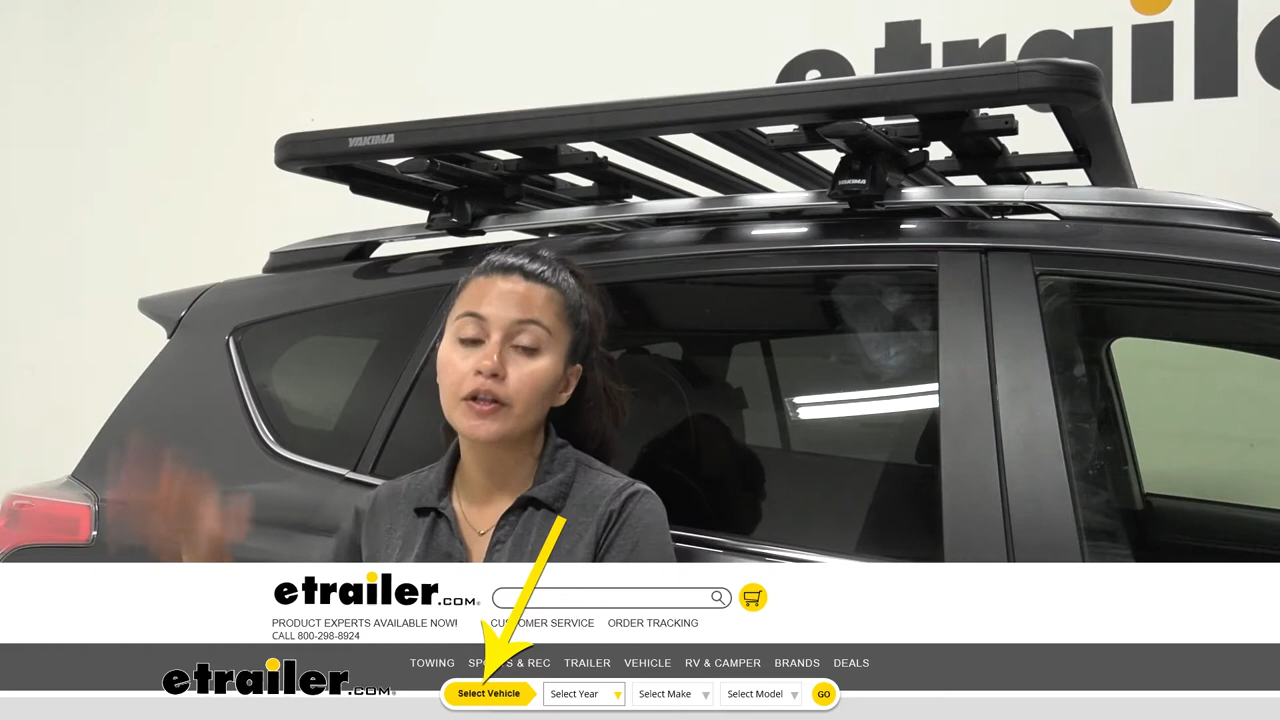 etrail
YAKIMA
YAKIMA
etrailer.com
PRODUCT EXPERTS AVAILABLE NOW!
CUSTOMER SERVICE ORDER TRACKING
CALL 800-298-8924
TOWING SPORTS & REC TRAILER VEHICLE RV & CAMPER BRANDS DEALS
etrailer.com
Select Vehicle Select Year Select Make Select Model GO